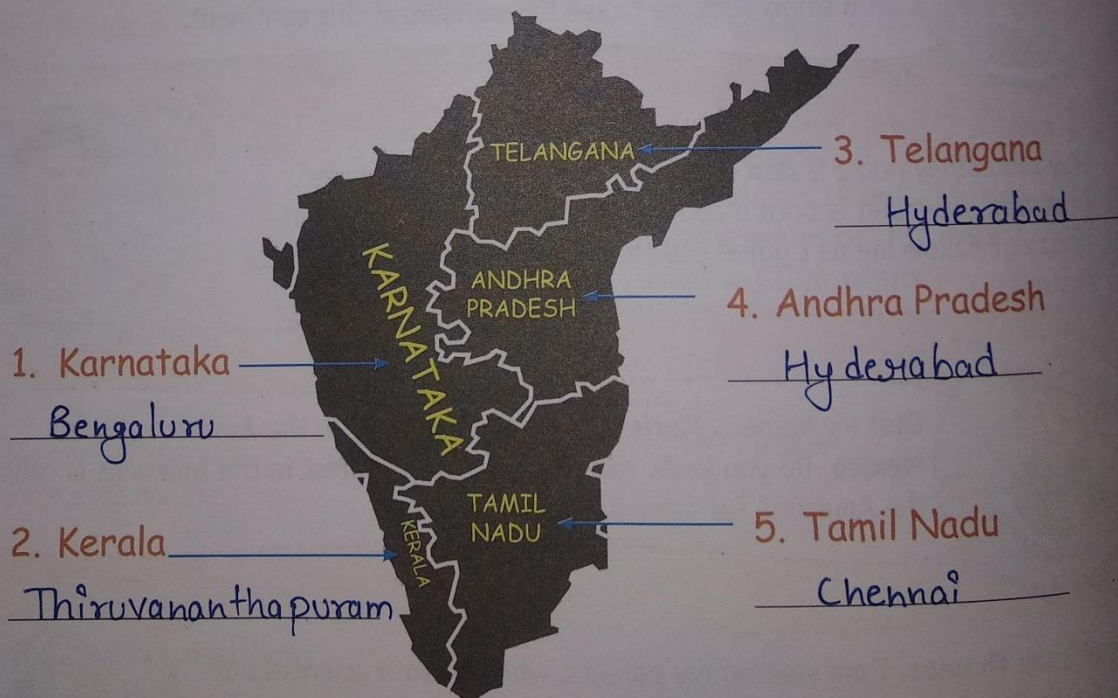 TELANGANA
3. Telangana
Hyderabad
KARNATAKA
ANDHRA
PRADESH
4. Andhra Pradesh
Hyderabad
1. Karnataka
Bengaluru
TAMIL
NADU
5. Tamil Nadu
Chennai
2. Kerala
KERALA
Thiruvananthapuram